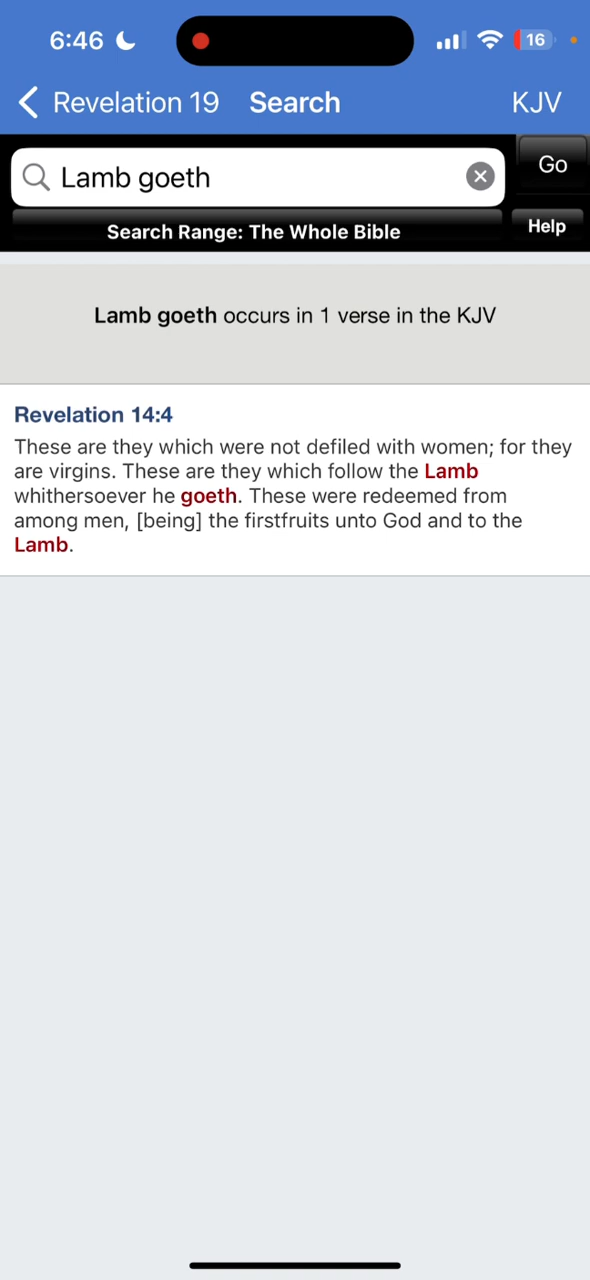 6:46
16
Revelation 19 Search KJV
Lamb goeth
Go
Search Range: The Whole Bible
Help
Lamb goeth occurs in 1 verse in the KJV
Revelation 14:4
These are they which were not defiled with women; for they
are virgins. These are they which follow the Lamb
whithersoever he goeth. These were redeemed from
among men, [being] the firstfruits unto God and to the
Lamb.